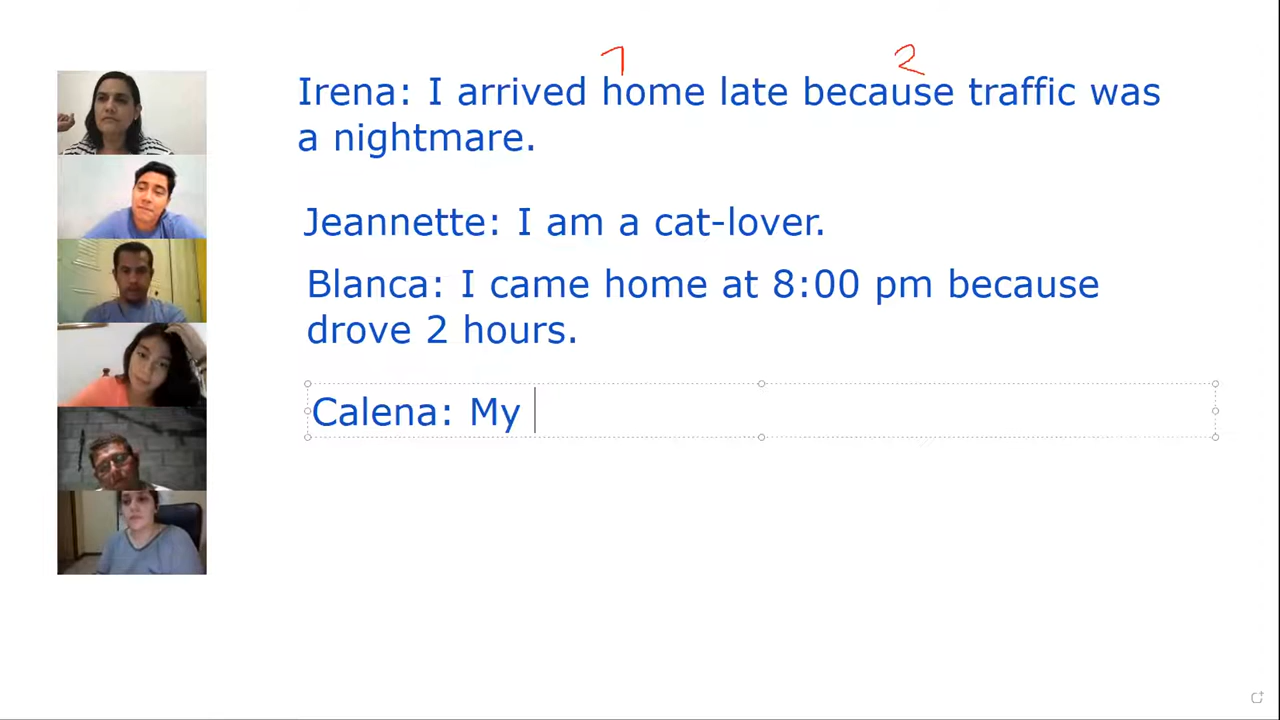 1 2
Irena: I arrived home late because traffic was
a nightmare.
Jeannette: I am a cat-lover.
Blanca: I came home at 8:00 pm because
drove 2 hours.
Calena: My